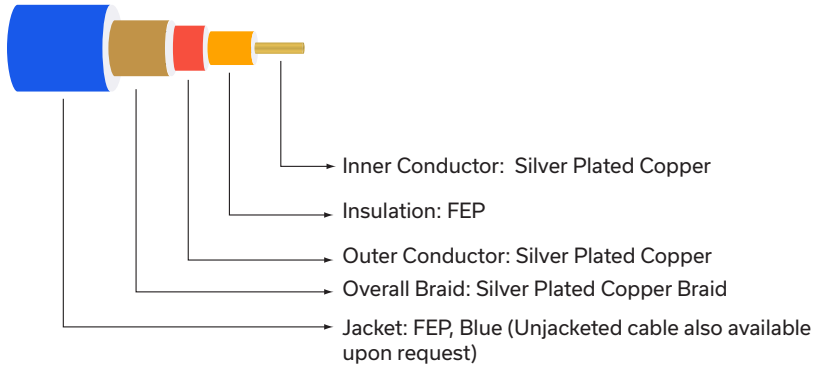 Inner Conductor:  Silver Plated Copper
Insulation: FEP
Outer Conductor: Silver Plated Copper
Overall Braid: Silver Plated Copper Braid
Jacket: FEP, Blue (Unjacketed cable also available
upon request)